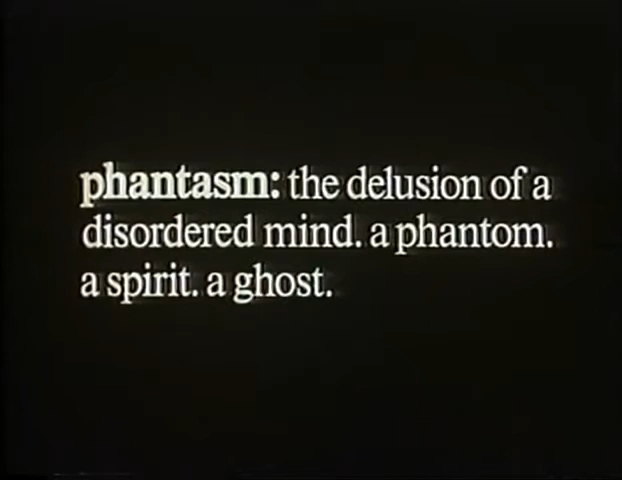 phantasm: the delusion of a
disordered mind. a phantom.
a spirit. a ghost.